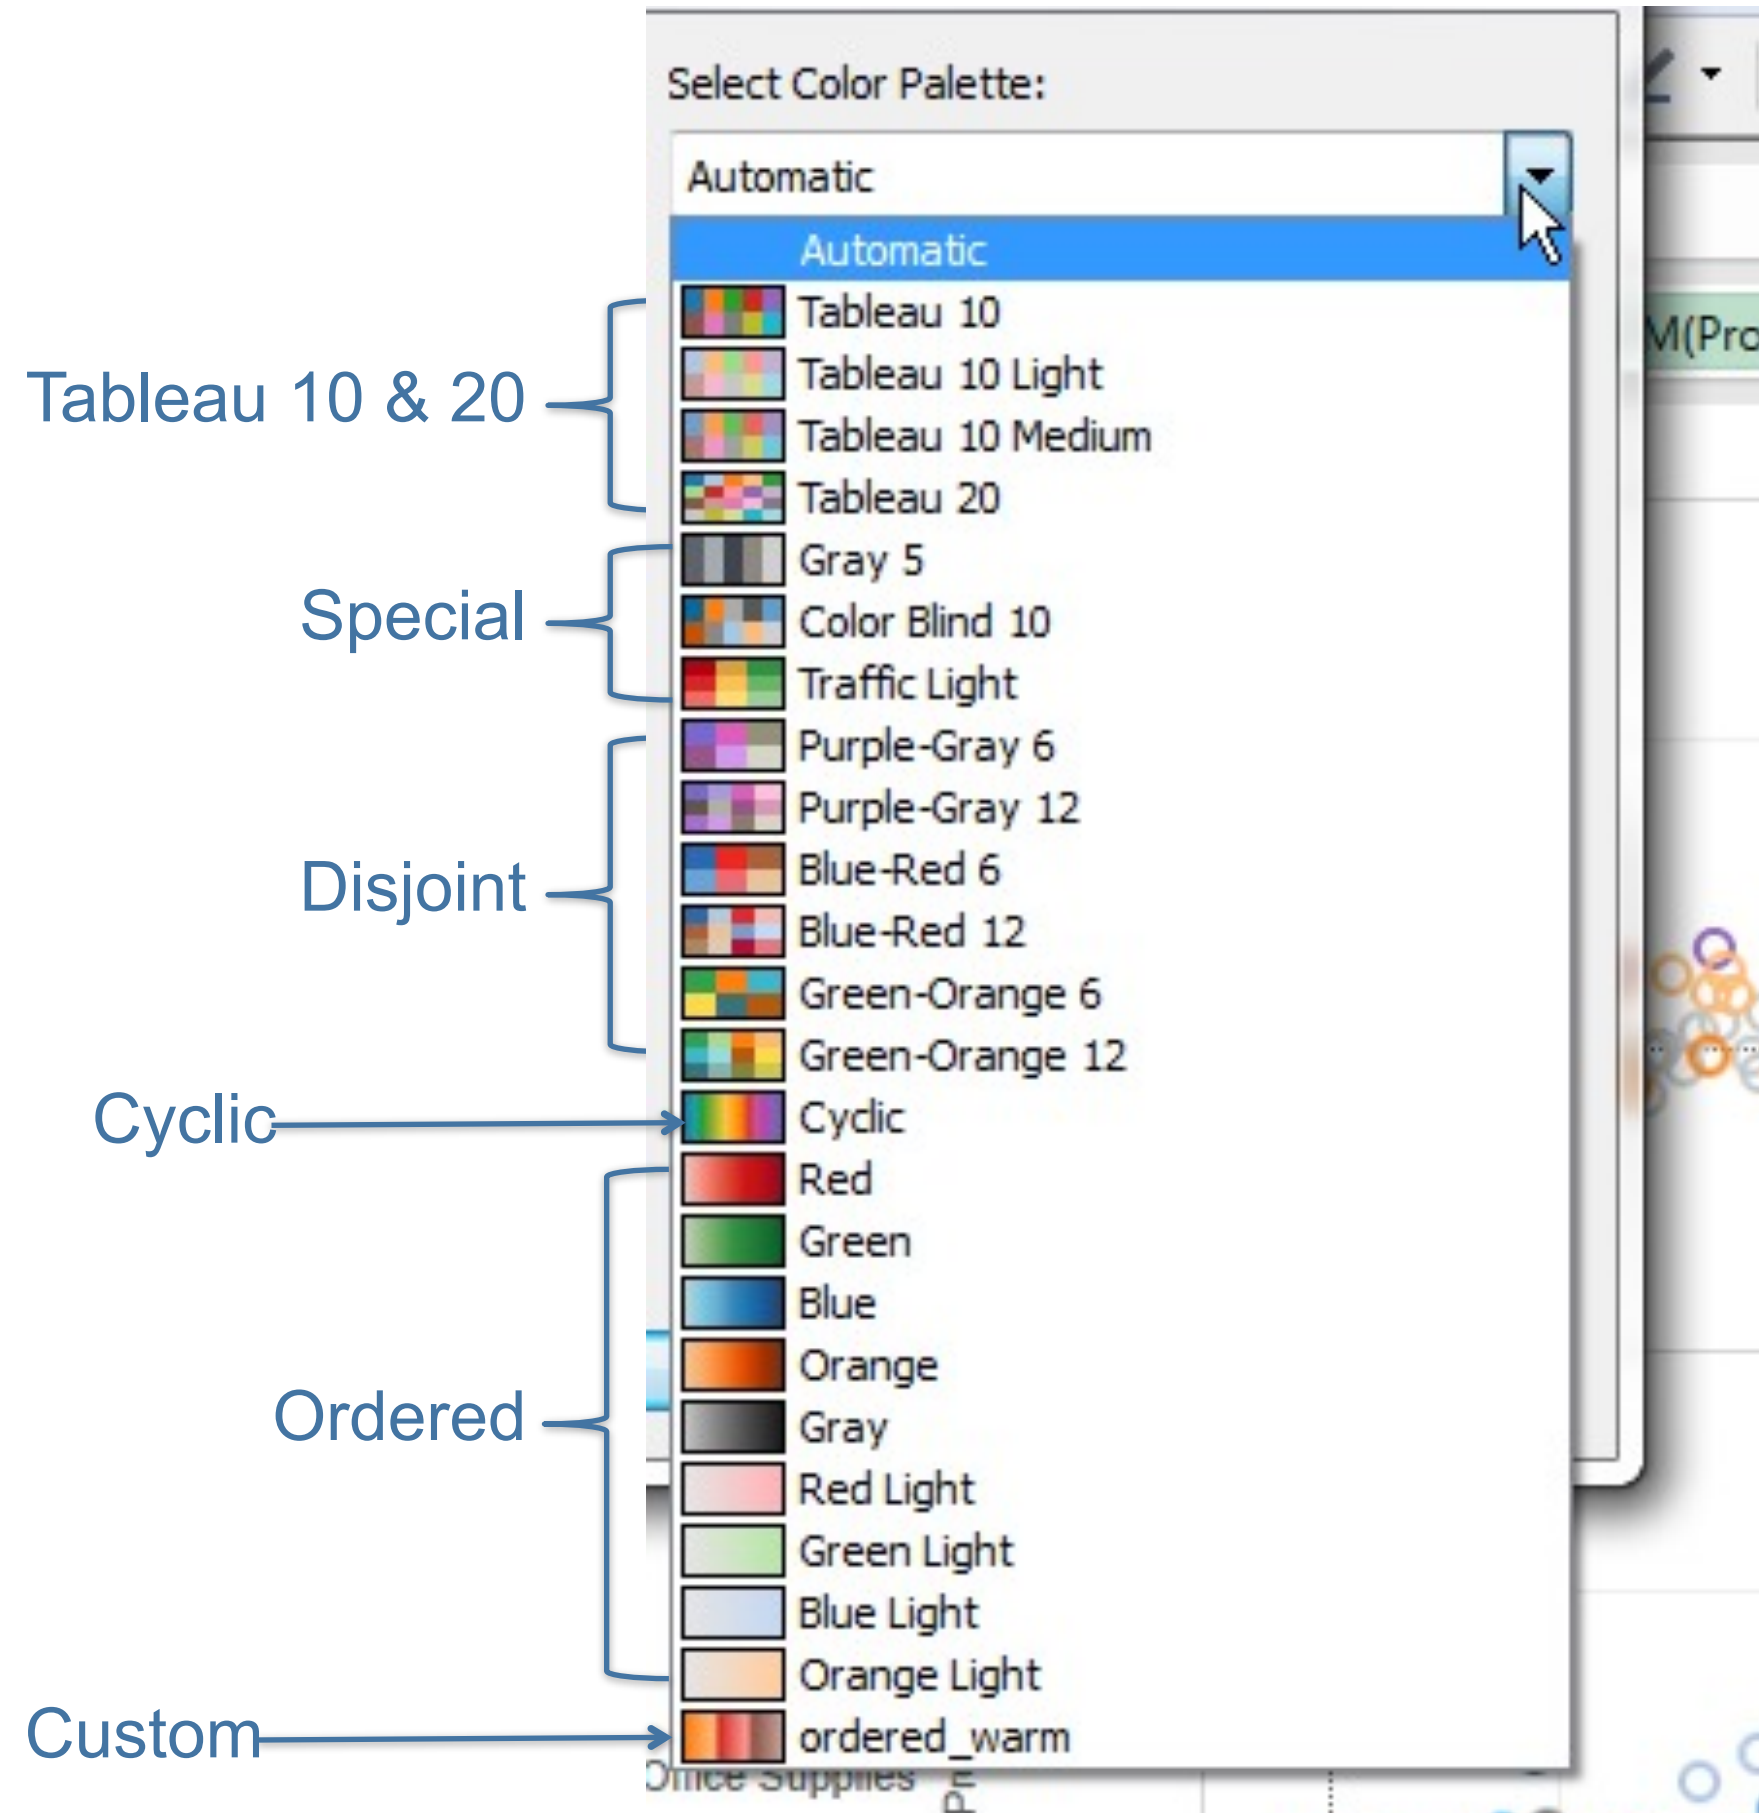 Select Color Palette:
Automatic
Automatic
Tableau 10
Tableau 10 Light
Tableau 10 Medium
Tableau 20
Gray 5
Color Blind 10
Traffic Light
Purple-Gray 6
Purple-Gray 12
Blue-Red 6
Blue-Red 12
Green-Orange 6
Green-Orange 12
Cyclic
Red
Green
Blue
Orange
Gray
Red Light
Green Light
Blue Light
Orange Light
ordered_warm
Tableau 10 & 20
Special
Disjoint
Cyclic
Ordered
Custom
M(Pro
Office Supplies